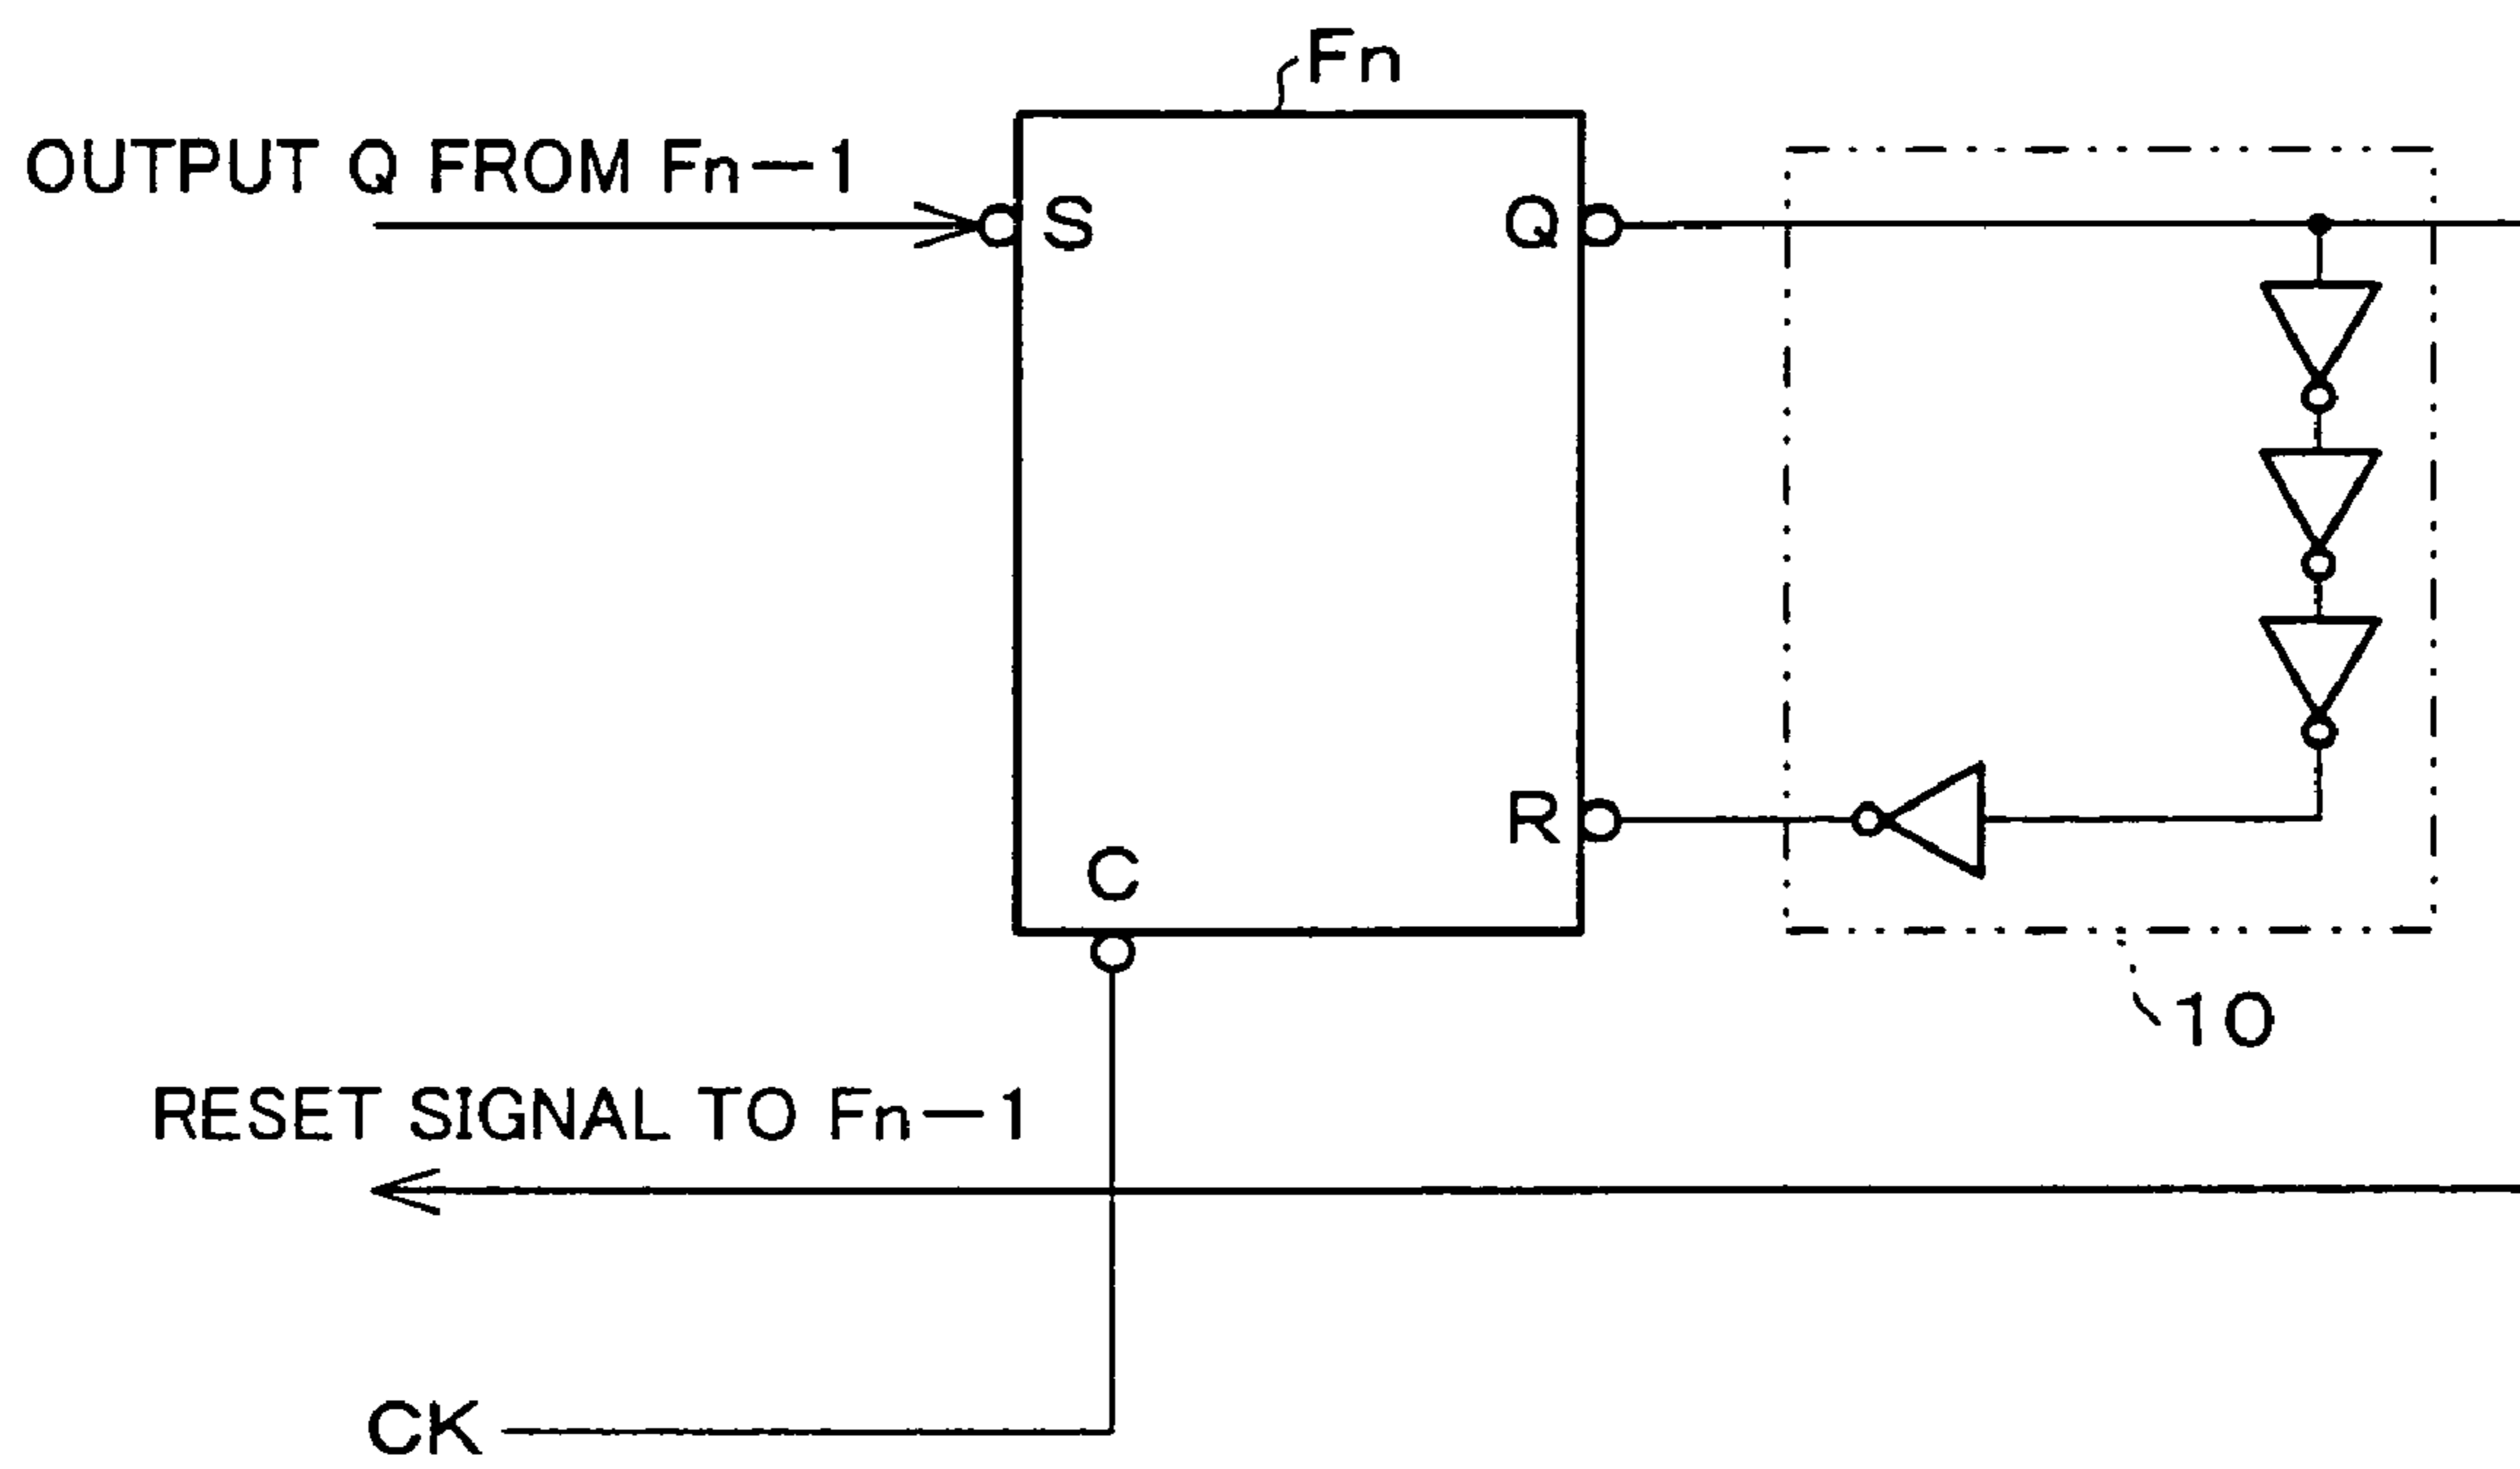 Fn
OUTPUT Q FROM Fn−1
S
Q
R
C
10
RESET SIGNAL TO Fn−1
CK